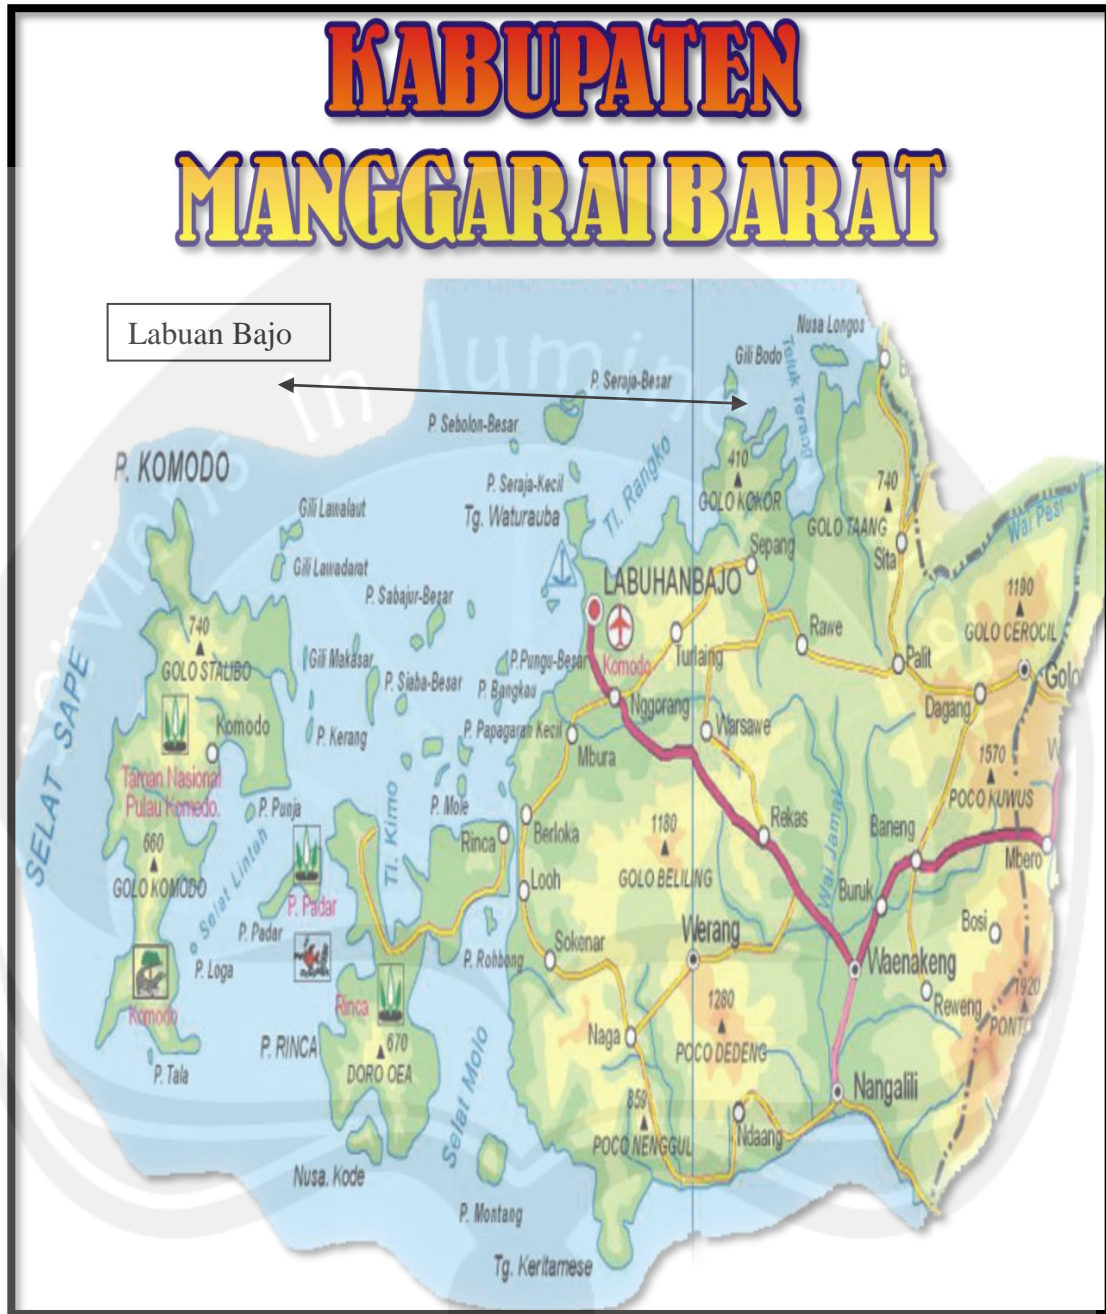 KABUPATEN
MANGGARAI BARAT
Labuan Bajo
Nusa Longos
Gili Bodo
Teluk Terang
P. Seraja-Besar
P. Sebolon-Besar
410
GOLO KOKOR
740
GOLO TAANG
P. KOMODO
P. Seraja-Kecil
Tg. Waturauba
Tl. Rangko
Wai Pesi
Gili Lawalaut
Sepang
Sita
Gili Lawadarat
LABUHANBAJO
1190
GOLO CEROCIL
P. Sabajur-Besar
740
GOLO STALIBO
Komodo
Turlaing
Rawe
Palit
Golo
Gili Makasar
P. Siaba-Besar
P.Pungu-Besar
P. Bangkau
Nggorang
Dagang
SELAT SAPE
Komodo
P. Kerang
P. Papagaran Kecil
Mbura
Warsawe
1570
POCO KUWUS
Taman Nasional
Pulau Komodo.
P. Punja
Tl. Kimo
P. Mole
Rinca
Berloka
1180
GOLO BELILING
Rekas
Wai Jamal
Baneng
Mbero
660
GOLO KOMODO
Selat Lintah
P. Padar
Looh
Buruk
P. Padar
Bosi
P. Loga
P. Robbong
Sokenar
Werang
Waenakeng
Komodo
Rinca
Reweng
1920
PONTO
P. RINCA
670
DORO OEA
Naga
1280
POCO DEDENG
P. Tala
Selat Molo
859
POCO NENGGUL
Ndaang
Nangalili
Nusa. Kode
P. Montang
Tg. Keritamese
in lumine